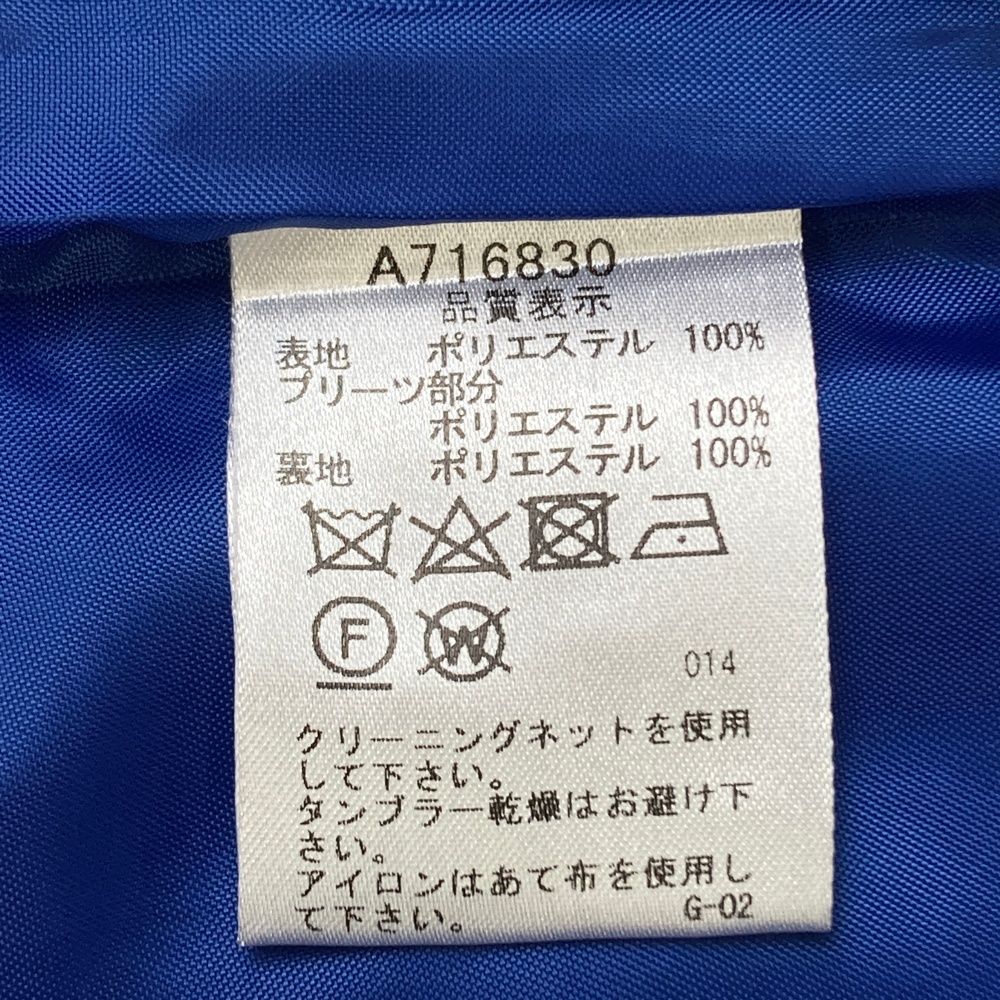 A716830
品質表示
表地 ポリエステル 100%
プリーツ部分
ポリエステル 100%
裏地 ポリエステル 100%
F W
014
クリーニングネットを使用
して下さい。
タンブラー乾燥はお避け下
さい。
アイロンはあて布を使用し
て下さい。 G-02